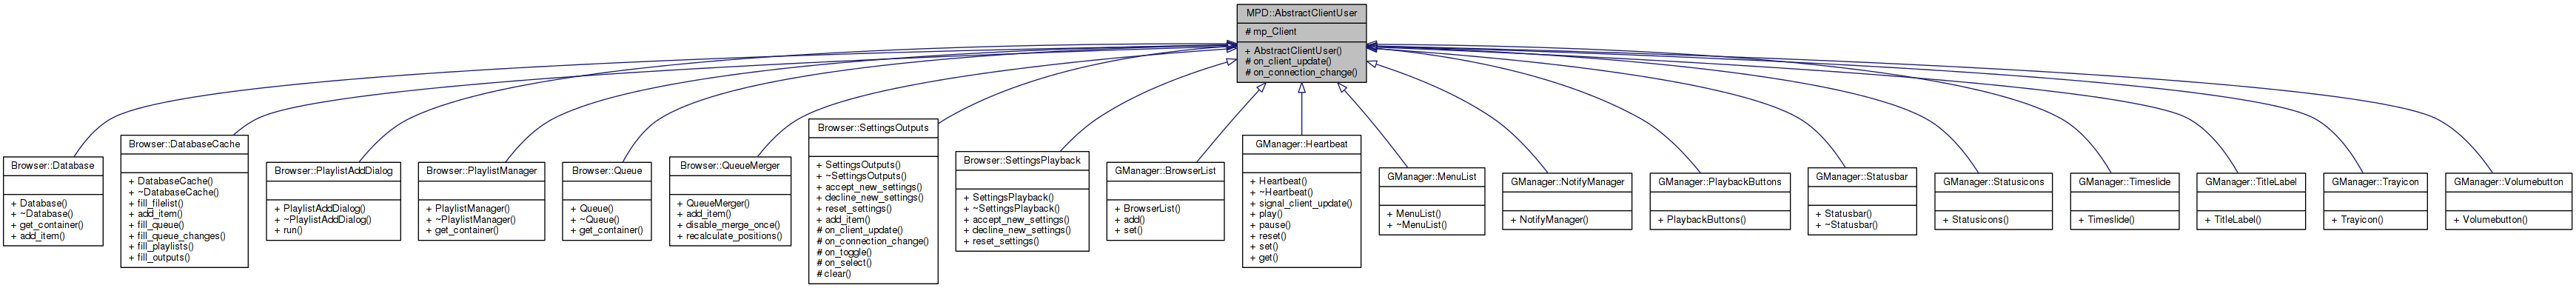 MPD::AbstractClientUser
# mp_Client
+ AbstractClientUser()
# on_client_update()
# on_connection_change()
Browser::Database
+ Database()
+ ~Database()
+ get_container()
+ add_item()
Browser::DatabaseCache
+ DatabaseCache()
+ ~DatabaseCache()
+ fill_filelist()
+ add_item()
+ fill_queue()
+ fill_queue_changes()
+ fill_playlists()
+ fill_outputs()
Browser::PlaylistAddDialog
+ PlaylistAddDialog()
+ ~PlaylistAddDialog()
+ run()
Browser::PlaylistManager
+ PlaylistManager()
+ ~PlaylistManager()
+ get_container()
Browser::Queue
+ Queue()
+ ~Queue()
+ get_container()
Browser::QueueMerger
+ QueueMerger()
+ add_item()
+ disable_merge_once()
+ recalculate_positions()
Browser::SettingsOutputs
+ SettingsOutputs()
+ ~SettingsOutputs()
+ accept_new_settings()
+ decline_new_settings()
+ reset_settings()
+ add_item()
# on_client_update()
# on_connection_change()
# on_toggle()
# on_select()
# clear()
Browser::SettingsPlayback
+ SettingsPlayback()
+ ~SettingsPlayback()
+ accept_new_settings()
+ decline_new_settings()
+ reset_settings()
GManager::BrowserList
+ BrowserList()
+ add()
+ set()
GManager::Heartbeat
+ Heartbeat()
+ ~Heartbeat()
+ signal_client_update()
+ play()
+ pause()
+ reset()
+ set()
+ get()
GManager::MenuList
+ MenuList()
+ ~MenuList()
GManager::NotifyManager
+ NotifyManager()
GManager::PlaybackButtons
+ PlaybackButtons()
GManager::Statusbar
+ Statusbar()
+ ~Statusbar()
GManager::Statusicons
+ Statusicons()
GManager::Timeslide
+ Timeslide()
GManager::TitleLabel
+ TitleLabel()
GManager::Trayicon
+ Trayicon()
GManager::Volumebutton
+ Volumebutton()